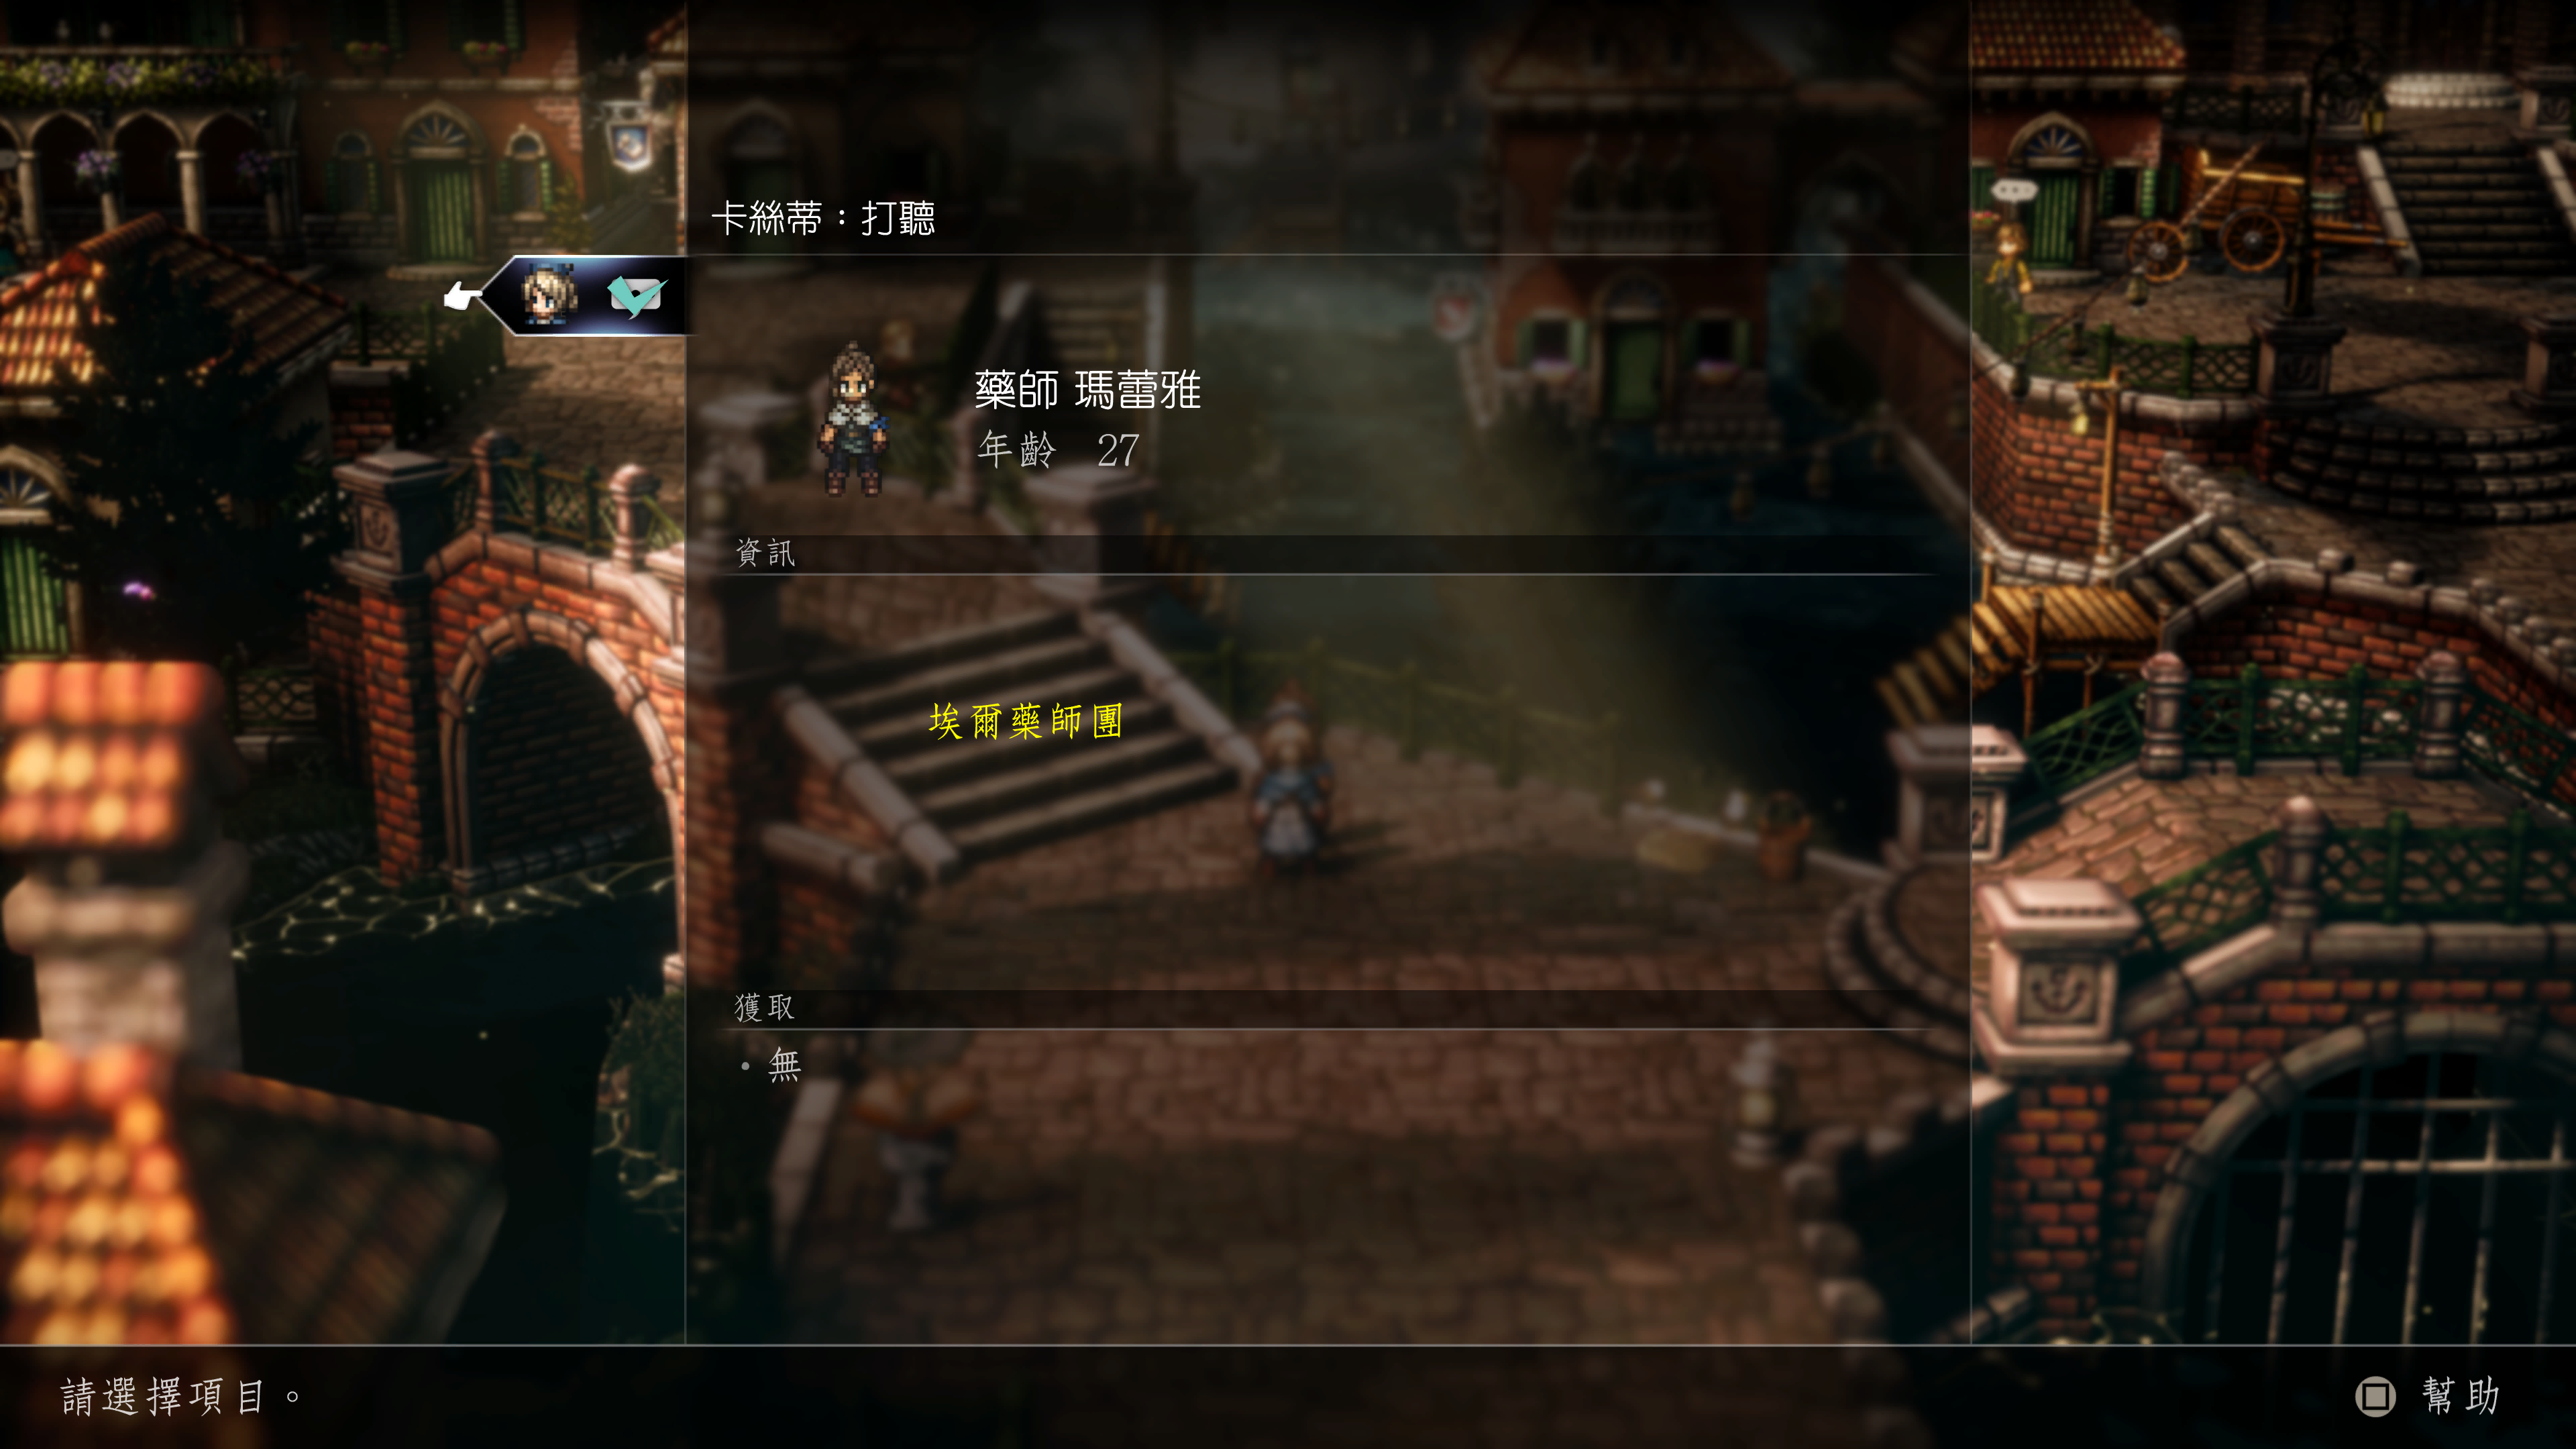 卡絲蒂：打聽
藥師 瑪蕾雅
年齡 27
資訊
埃爾藥師團
獲取
• 無
請選擇項目。
幫助